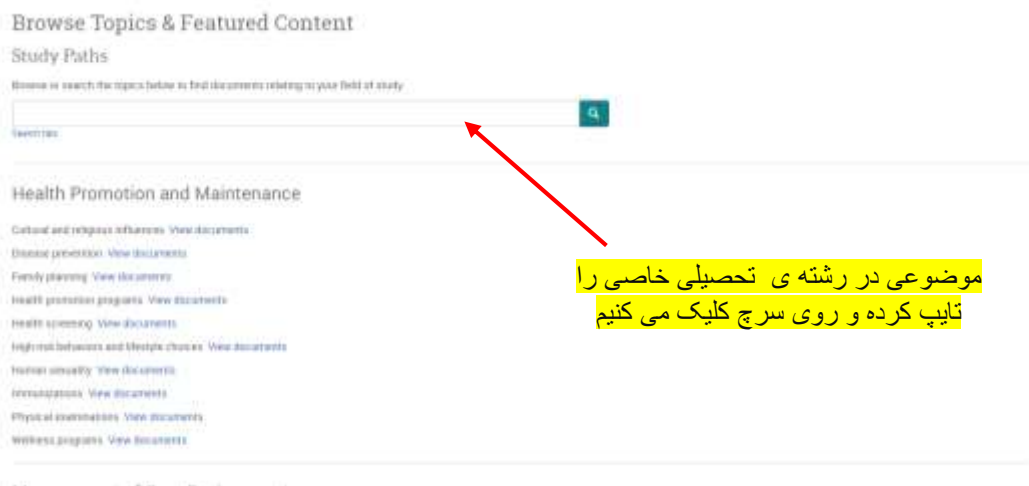 Browse Topics & Featured Content
Study Paths
Browse or search the topics below to find documents relating to your field of study
Search tips
Health Promotion and Maintenance
موضوعی در رشته ی تحصیلی خاصی را
تایپ کرده و روی سرچ کلیک می کنیم
Cultural and religious influences View documents
Disease prevention View documents
Family planning View documents
Health promotion programs View documents
Health screening View documents
High risk behaviors and lifestyle choices View documents
Human sexuality View documents
Immunizations View documents
Physical examinations View documents
Wellness programs View documents